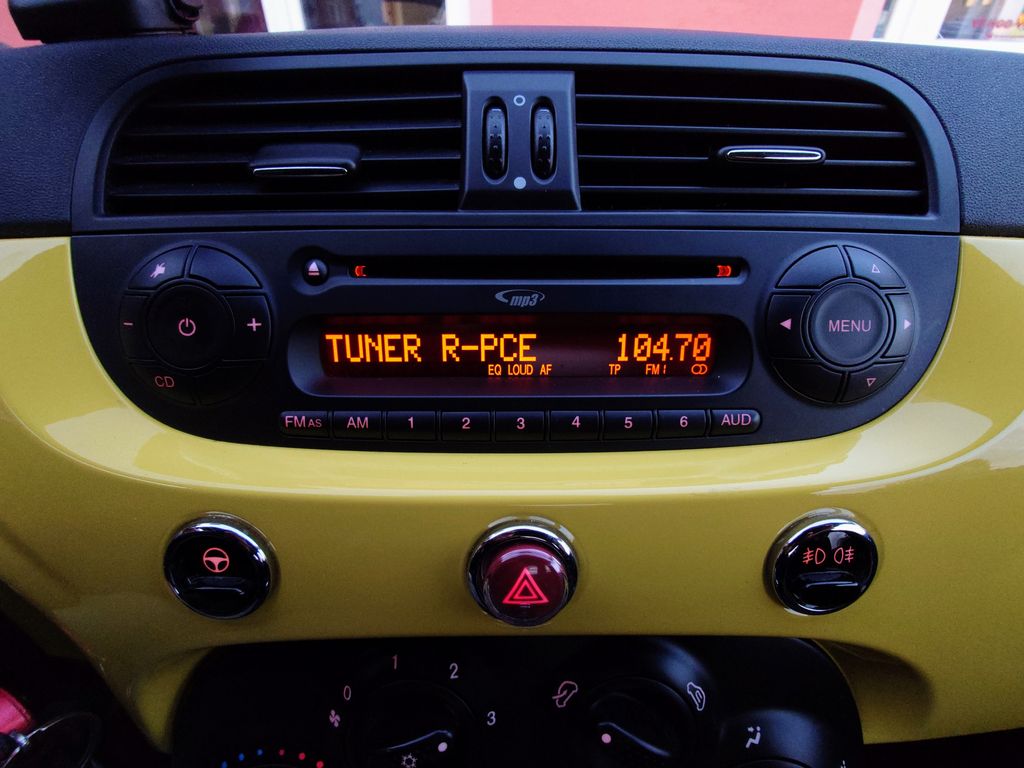 mp3
TUNER R-PCE 104.70
EQ LOUD AF TP FM1
- +
CD
MENU
FM AS AM 1 2 3 4 5 6 AUD
0 1 2 3